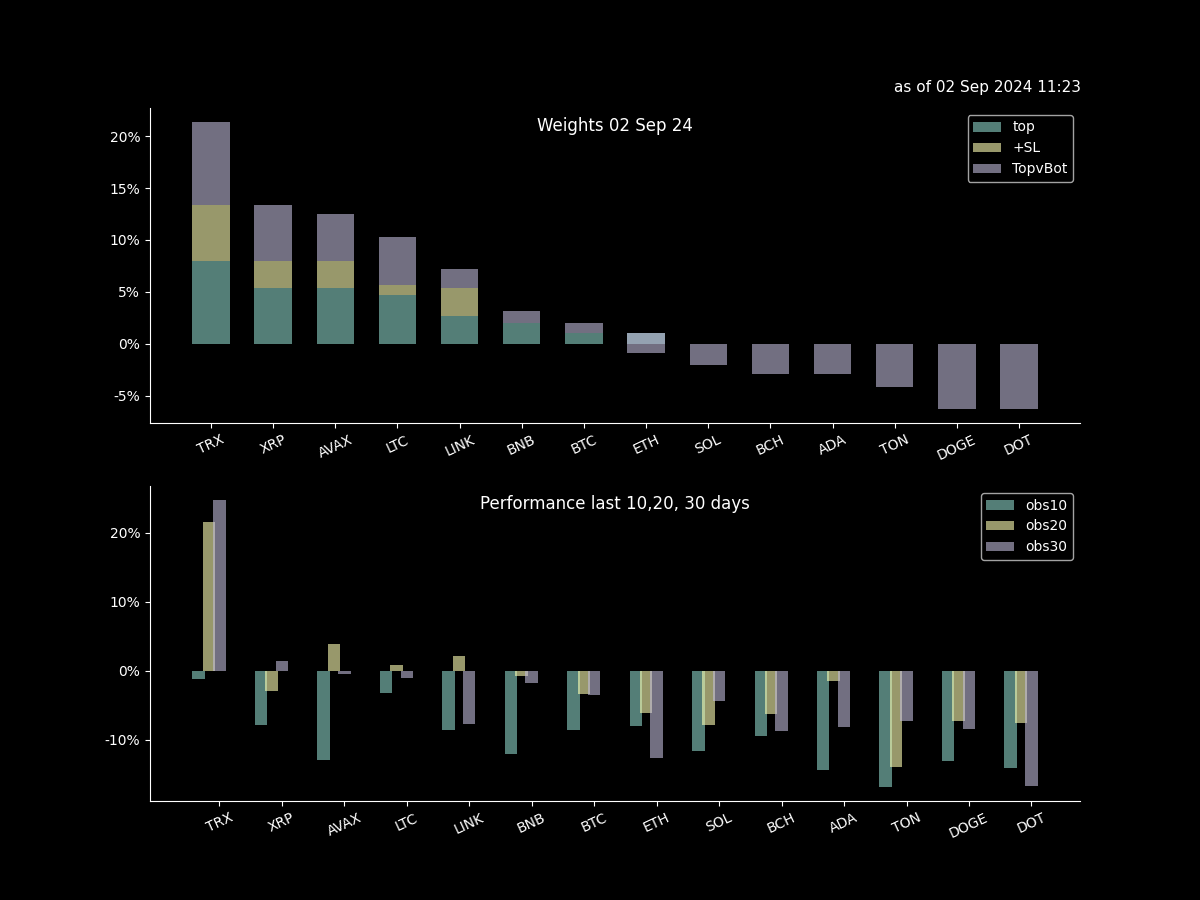 as of 02 Sep 2024 11:23
Weights 02 Sep 24
top
+SL
TopvBot
20%
15%
10%
5%
0%
-5%
TRX XRP AVAX LTC LINK BNB BTC ETH SOL BCH ADA TON DOGE DOT
Performance last 10,20, 30 days
obs10
obs20
obs30
20%
10%
0%
-10%
TRX XRP AVAX LTC LINK BNB BTC ETH SOL BCH ADA TON DOGE DOT